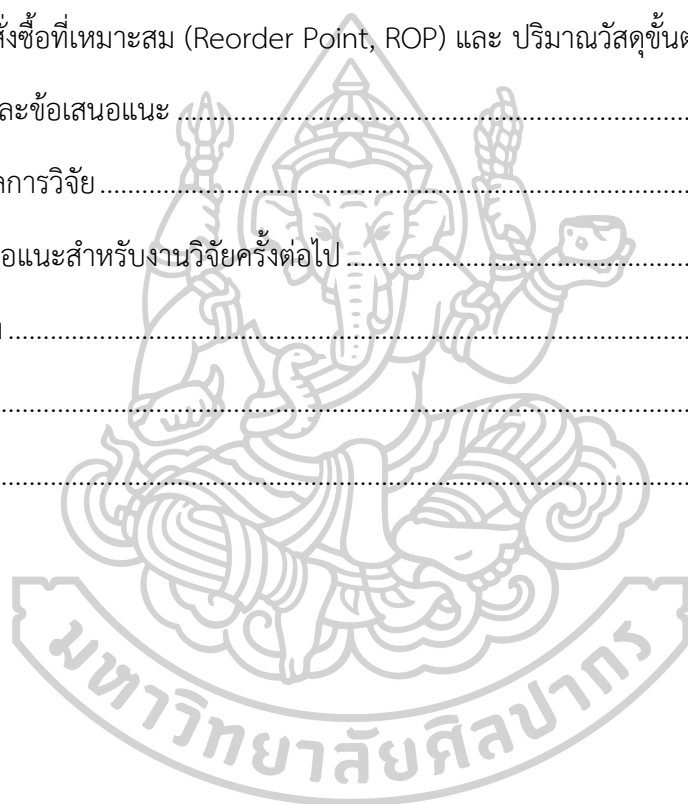 สั่งซื้อที่เหมาะสม (Reorder Point, ROP) และ ปริมาณวัสดุขั้นต
ละข้อเสนอแนะ ........................................................................
ลการวิจัย ........................................................................
อแนะสำหรับงานวิจัยครั้งต่อไป ........................................................................
........................................................................
........................................................................
........................................................................
มหาวิทยาลัยศิลปากร